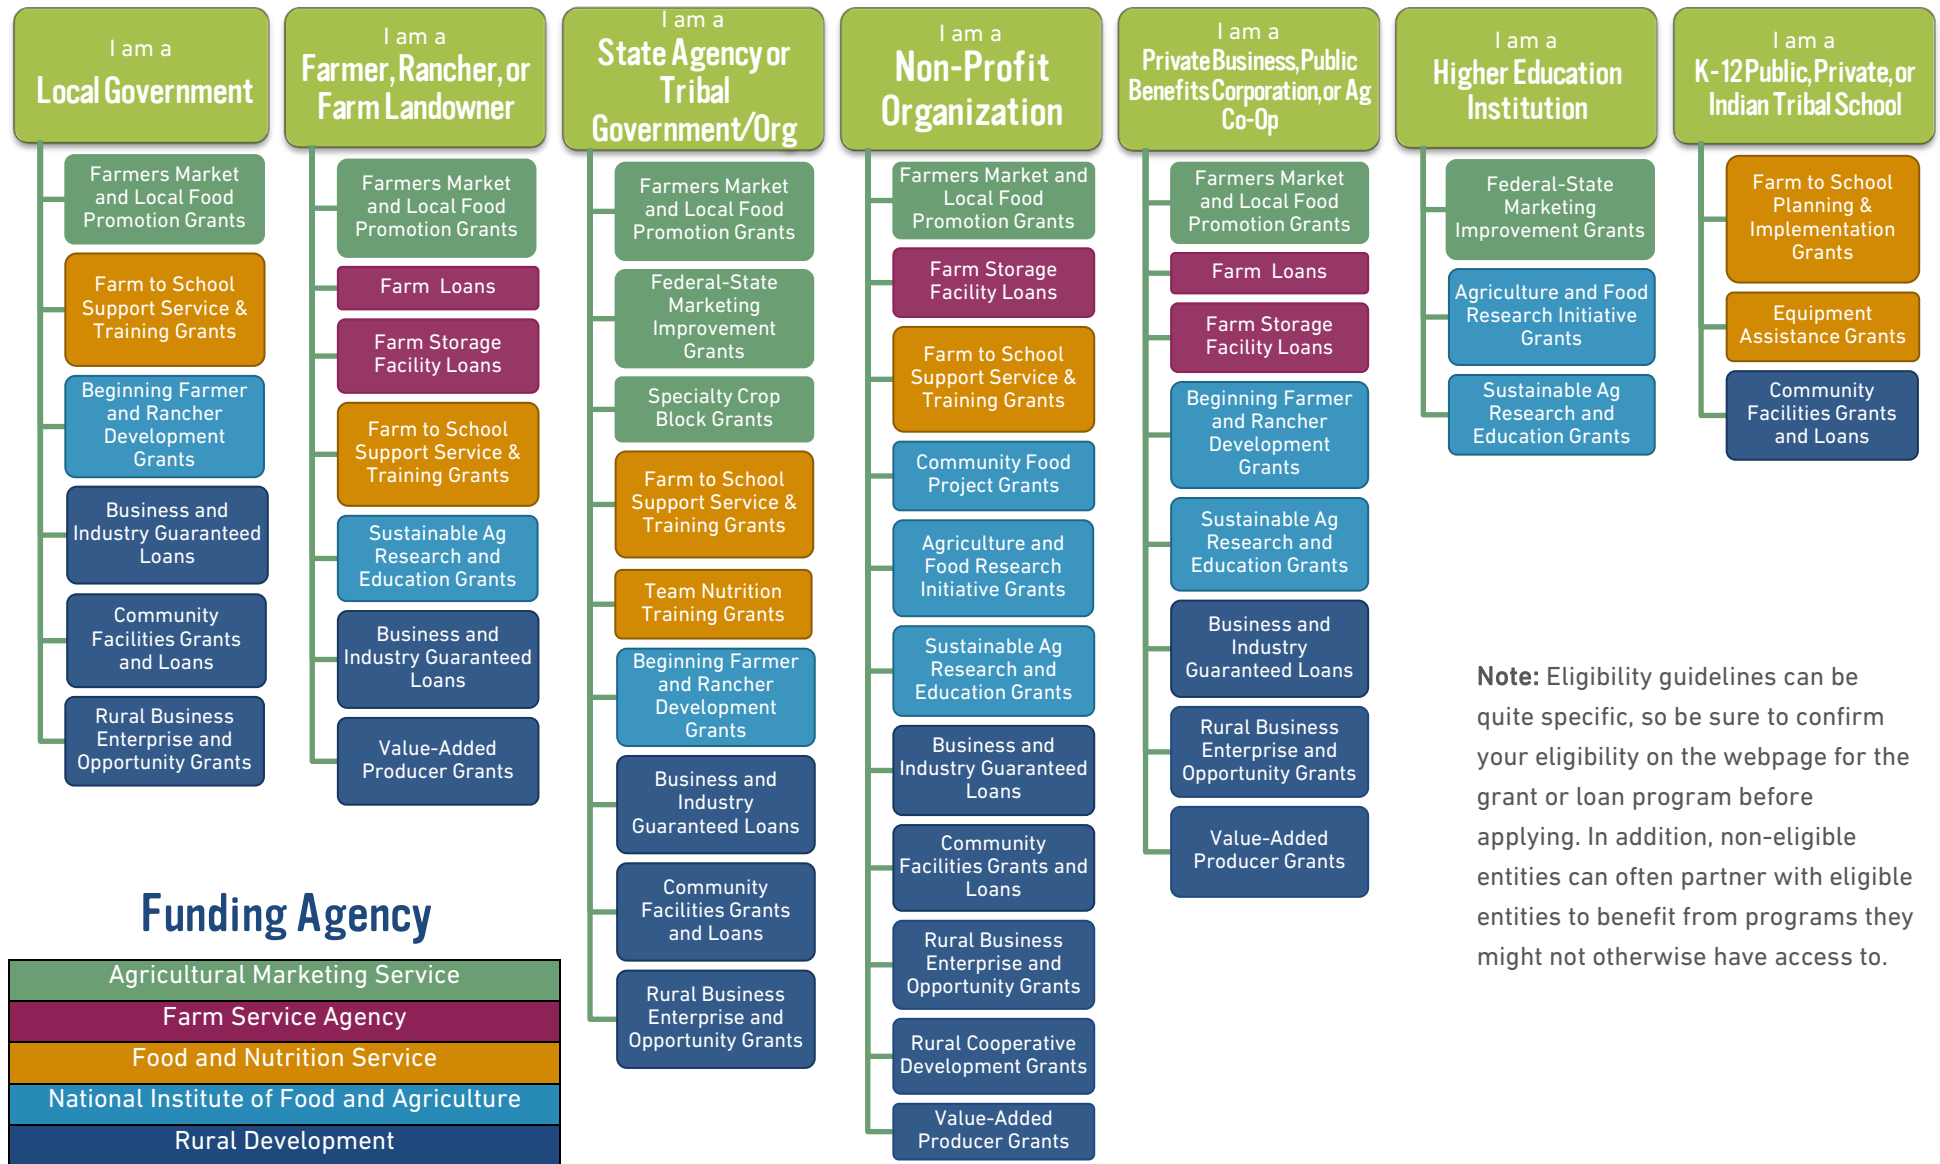 I am a
Local Government
Farmers Market
and Local Food
Promotion Grants
Farm to School
Support Service &
Training Grants
Beginning Farmer
and Rancher
Development
Grants
Business and
Industry Guaranteed
Loans
Community
Facilities Grants
and Loans
Rural Business
Enterprise and
Opportunity Grants
I am a
Farmer, Rancher, or
Farm Landowner
Farmers Market
and Local Food
Promotion Grants
Farm Loans
Farm Storage
Facility Loans
Farm to School
Support Service &
Training Grants
Sustainable Ag
Research and
Education Grants
Business and
Industry Guaranteed
Loans
Value-Added
Producer Grants
I am a
State Agency or
Tribal
Government/Org
Farmers Market
and Local Food
Promotion Grants
Federal-State
Marketing
Improvement
Grants
Specialty Crop
Block Grants
Farm to School
Support Service &
Training Grants
Team Nutrition
Training Grants
Beginning Farmer
and Rancher
Development
Grants
Business and
Industry
Guaranteed Loans
Community
Facilities Grants
and Loans
Rural Business
Enterprise and
Opportunity Grants
I am a
Non-Profit
Organization
Farmers Market and
Local Food
Promotion Grants
Farm Storage
Facility Loans
Farm to School
Support Service &
Training Grants
Community Food
Project Grants
Agriculture and
Food Research
Initiative Grants
Sustainable Ag
Research and
Education Grants
Business and
Industry Guaranteed
Loans
Community
Facilities Grants and
Loans
Rural Business
Enterprise and
Opportunity Grants
Rural Cooperative
Development Grants
Value-Added
Producer Grants
I am a
Private Business, Public
Benefits Corporation, or Ag
Co-Op
Farmers Market
and Local Food
Promotion Grants
Farm Loans
Farm Storage
Facility Loans
Beginning Farmer
and Rancher
Development
Grants
Sustainable Ag
Research and
Education Grants
Business and
Industry
Guaranteed Loans
Rural Business
Enterprise and
Opportunity Grants
Value-Added
Producer Grants
I am a
Higher Education
Institution
Federal-State
Marketing
Improvement Grants
Agriculture and Food
Research Initiative
Grants
Sustainable Ag
Research and
Education Grants
I am a
K-12 Public, Private, or
Indian Tribal School
Farm to School
Planning &
Implementation
Grants
Equipment
Assistance Grants
Community
Facilities Grants
and Loans
Note: Eligibility guidelines can be
quite specific, so be sure to confirm
your eligibility on the webpage for the
grant or loan program before
applying. In addition, non-eligible
entities can often partner with eligible
entities to benefit from programs they
might not otherwise have access to.
Funding Agency
Agricultural Marketing Service
Farm Service Agency
Food and Nutrition Service
National Institute of Food and Agriculture
Rural Development